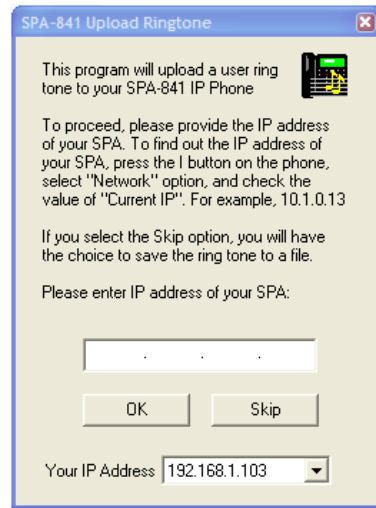 SPA-841 Upload Ringtone
This program will upload a user ring
tone to your SPA-841 IP Phone
To proceed, please provide the IP address
of your SPA. To find out the IP address of
your SPA, press the I button on the phone,
select "Network" option, and check the
value of "Current IP". For example, 10.1.0.13
If you select the Skip option, you will have
the choice to save the ring tone to a file.
Please enter IP address of your SPA:
. . .
OK Skip
Your IP Address 192.168.1.103